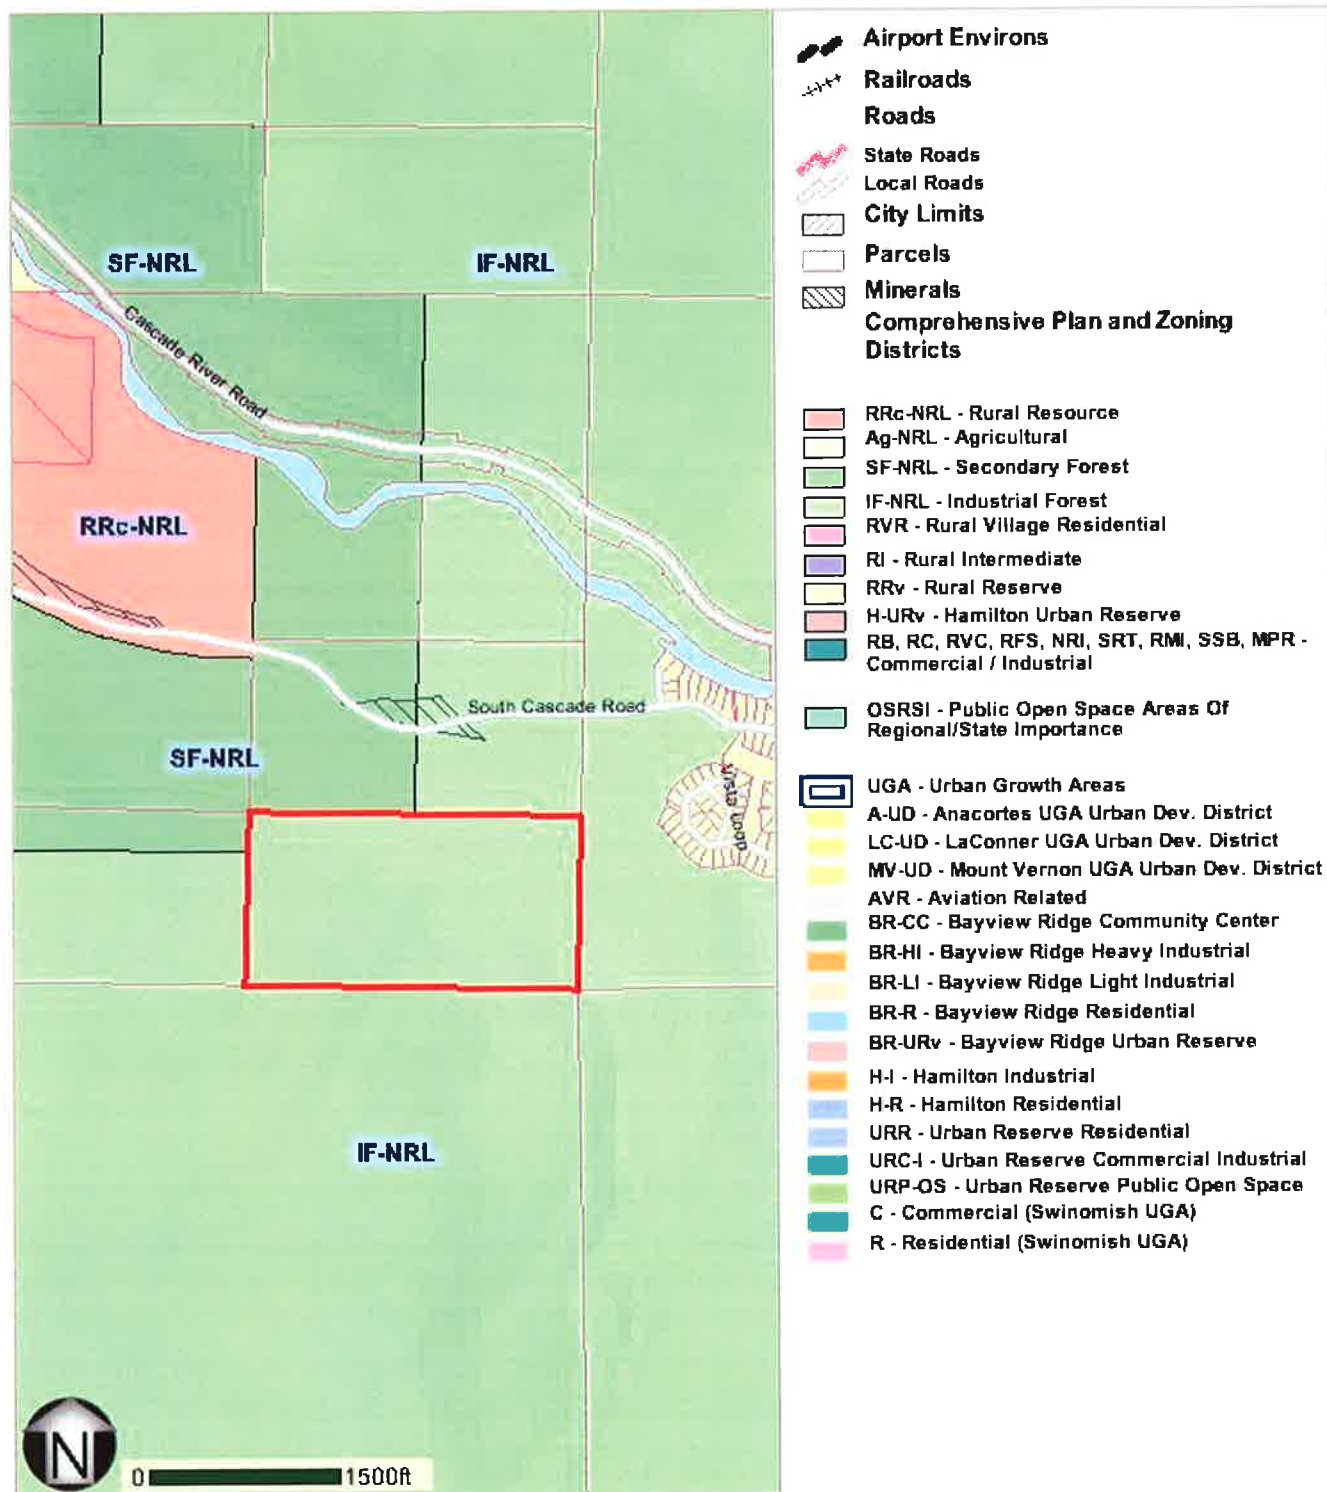 SF-NRL
IF-NRL
Cascade River Road
RRc-NRL
South Cascade Road
SF-NRL
Vista Loop
IF-NRL
N
0 1500ft
Airport Environs
Railroads
Roads
State Roads
Local Roads
City Limits
Parcels
Minerals
Comprehensive Plan and Zoning
Districts
RRc-NRL - Rural Resource
Ag-NRL - Agricultural
SF-NRL - Secondary Forest
IF-NRL - Industrial Forest
RVR - Rural Village Residential
RI - Rural Intermediate
RRv - Rural Reserve
H-URv - Hamilton Urban Reserve
RB, RC, RVC, RFS, NRI, SRT, RMI, SSB, MPR -
Commercial / Industrial
OSRSI - Public Open Space Areas Of
Regional/State Importance
UGA - Urban Growth Areas
A-UD - Anacortes UGA Urban Dev. District
LC-UD - LaConner UGA Urban Dev. District
MV-UD - Mount Vernon UGA Urban Dev. District
AVR - Aviation Related
BR-CC - Bayview Ridge Community Center
BR-HI - Bayview Ridge Heavy Industrial
BR-LI - Bayview Ridge Light Industrial
BR-R - Bayview Ridge Residential
BR-URv - Bayview Ridge Urban Reserve
H-I - Hamilton Industrial
H-R - Hamilton Residential
URR - Urban Reserve Residential
URC-I - Urban Reserve Commercial Industrial
URP-OS - Urban Reserve Public Open Space
C - Commercial (Swinomish UGA)
R - Residential (Swinomish UGA)